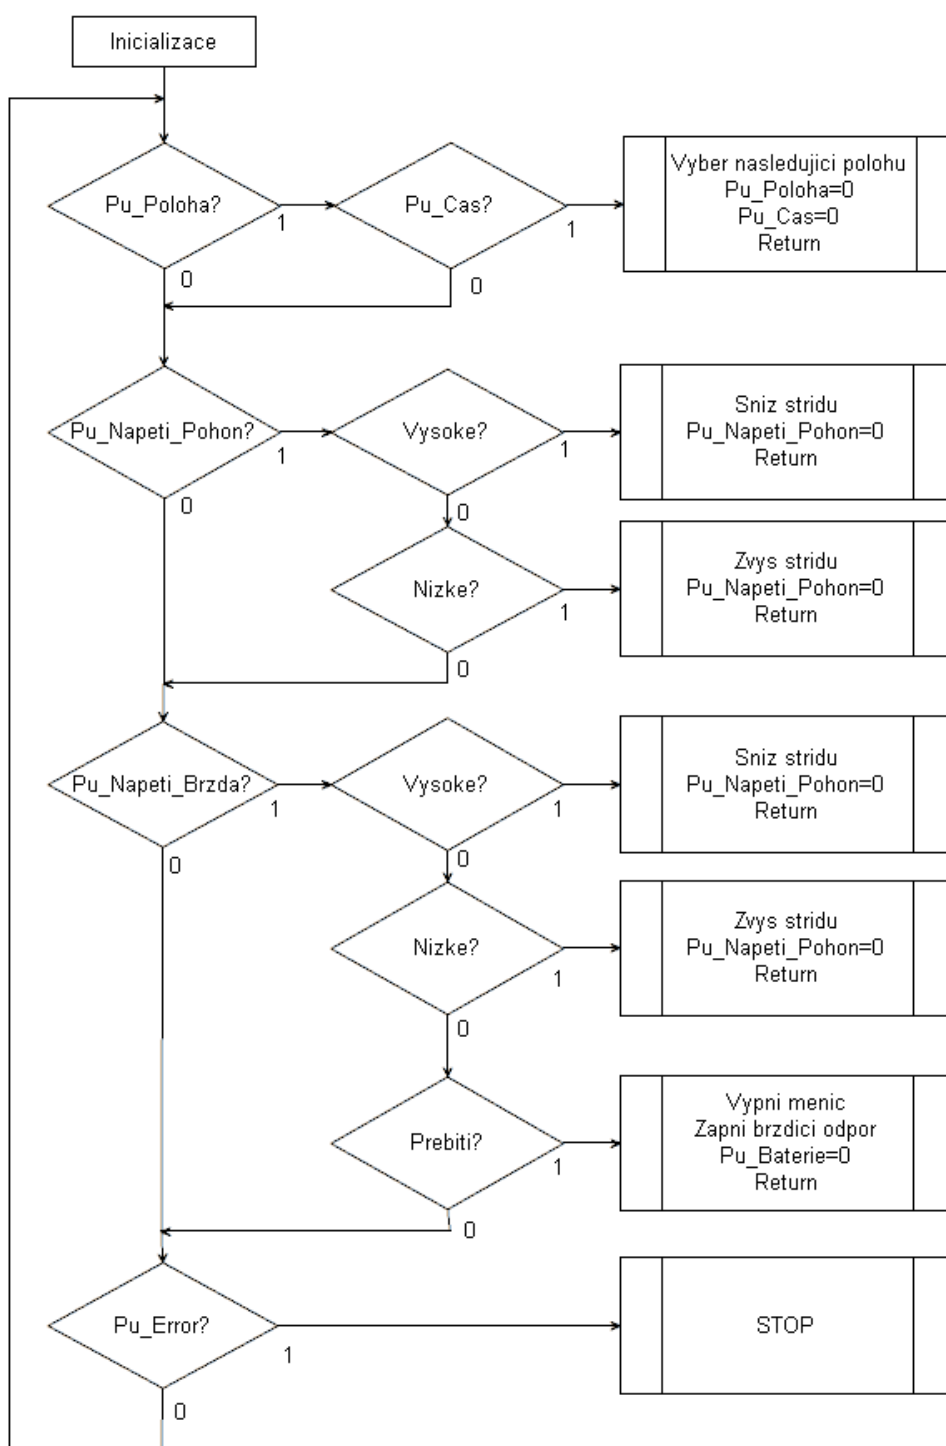 Inicializace
Pu_Poloha?
1
0
Pu_Cas?
1
0
Vyber nasledujici polohu
Pu_Poloha=0
Pu_Cas=0
Return
Pu_Napeti_Pohon?
1
0
Vysoke?
1
0
Sniz stridu
Pu_Napeti_Pohon=0
Return
Nizke?
1
0
Zvys stridu
Pu_Napeti_Pohon=0
Return
Pu_Napeti_Brzda?
1
0
Vysoke?
1
0
Sniz stridu
Pu_Napeti_Pohon=0
Return
Nizke?
1
0
Zvys stridu
Pu_Napeti_Pohon=0
Return
Prebiti?
1
0
Vypni menic
Zapni brzdici odpor
Pu_Baterie=0
Return
Pu_Error?
1
0
STOP